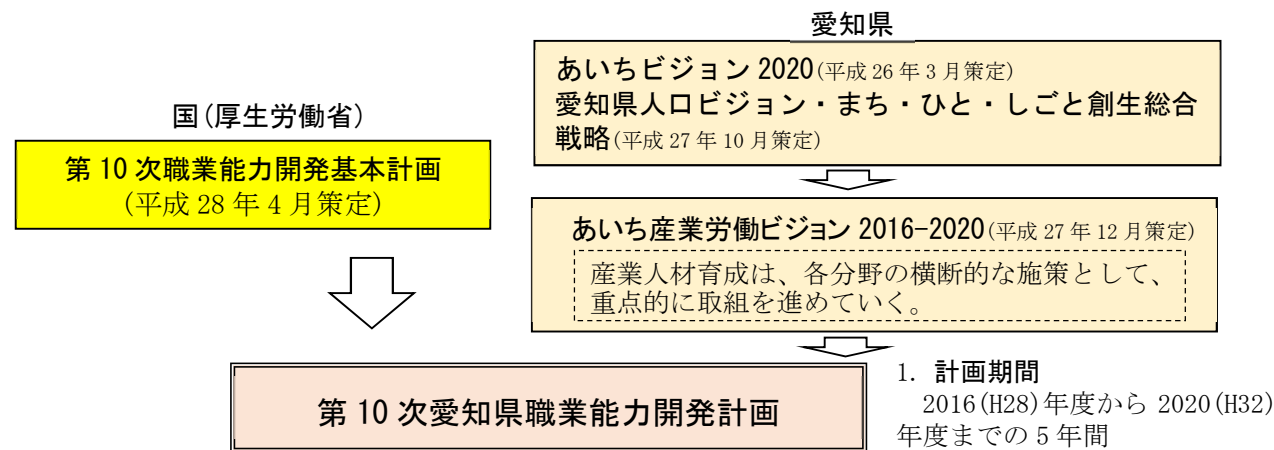 愛知県
あいちビジョン 2020(平成 26 年 3 月策定)
愛知県人口ビジョン・まち・ひと・しごと創生総合
戦略(平成 27 年 10 月策定)
国(厚生労働省)
第 10 次職業能力開発基本計画
(平成 28 年 4 月策定)
あいち産業労働ビジョン 2016-2020(平成 27 年 12 月策定)
産業人材育成は、各分野の横断的な施策として、
重点的に取組を進めていく。
第 10 次愛知県職業能力開発計画
1. 計画期間
2016(H28)年度から 2020(H32)
年度までの 5 年間